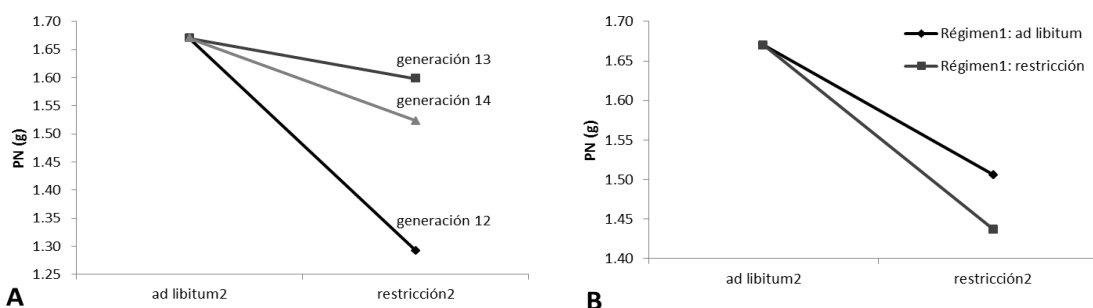 1.70
1.65
1.60
1.55
1.50
1.45
1.40
1.35
1.30
1.25
PN (g)
generación 13
generación 14
generación 12
ad libitum2
restricción2
A
1.70
1.65
1.60
1.55
1.50
1.45
1.40
PN (g)
Régimen1: ad libitum
Régimen1: restricción
ad libitum2
restricción2
B